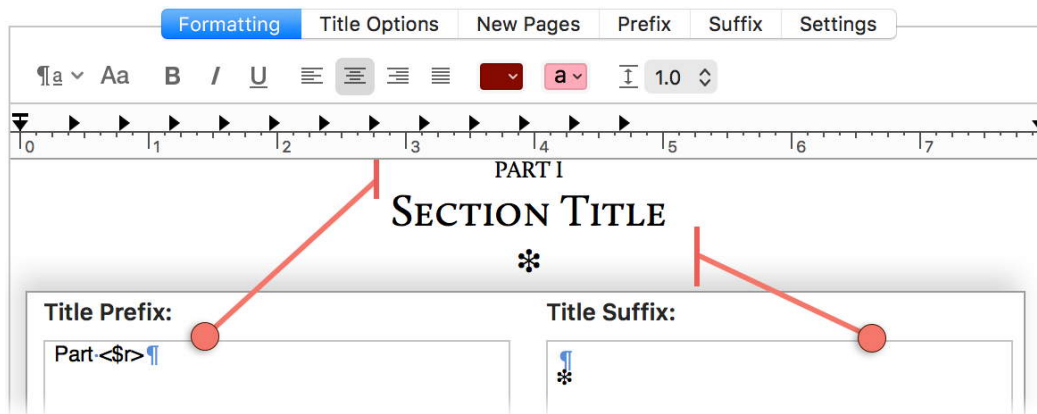 Formatting Title Options New Pages Prefix Suffix Settings
¶a Aa B I U a 1.0
0 1 2 3 4 5 6 7
PART I
SECTION TITLE
✻
Title Prefix: Title Suffix:
Part·<$r>¶ ¶
✻